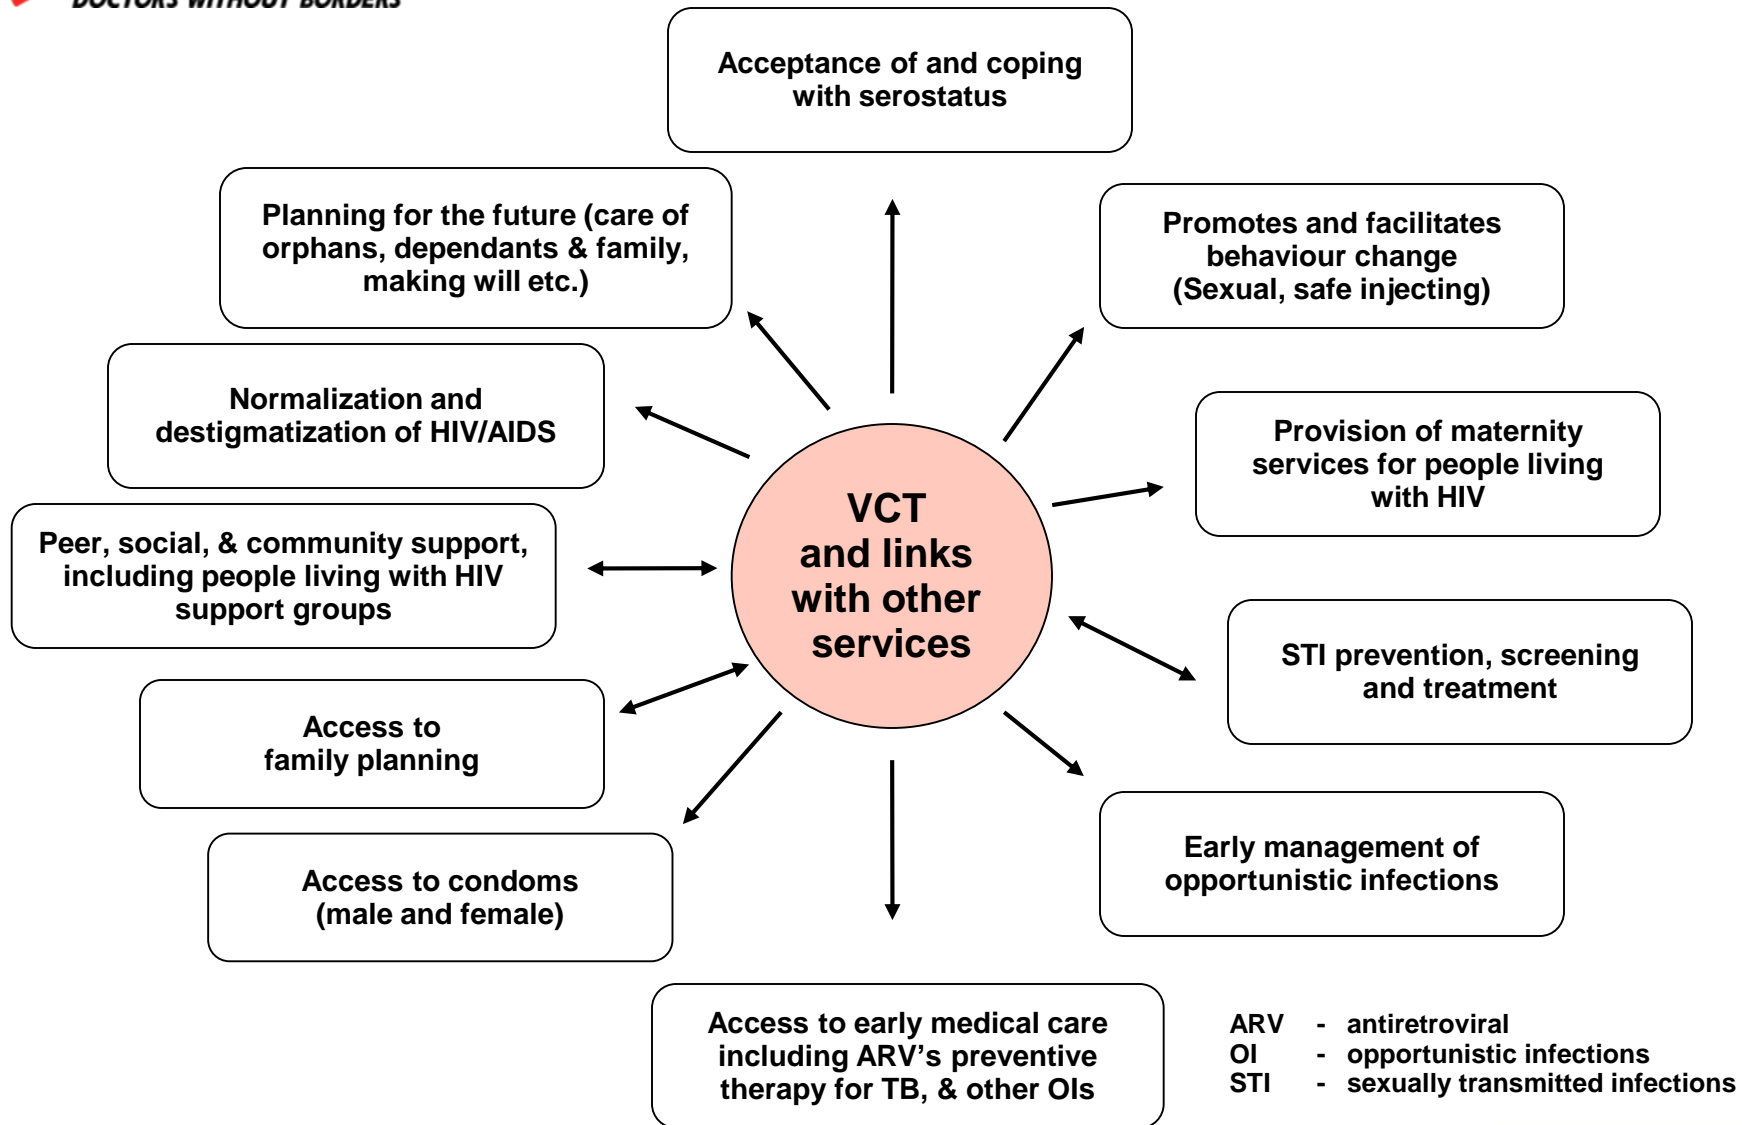 DOCTORS WITHOUT BORDERS
Acceptance of and coping
with serostatus
Planning for the future (care of
orphans, dependants & family,
making will etc.)
Promotes and facilitates
behaviour change
(Sexual, safe injecting)
Normalization and
destigmatization of HIV/AIDS
Provision of maternity
services for people living
with HIV
VCT
and links
with other
services
Peer, social, & community support,
including people living with HIV
support groups
STI prevention, screening
and treatment
Access to
family planning
Early management of
opportunistic infections
Access to condoms
(male and female)
Access to early medical care
including ARV’s preventive
therapy for TB, & other OIs
ARV - antiretroviral
OI - opportunistic infections
STI - sexually transmitted infections